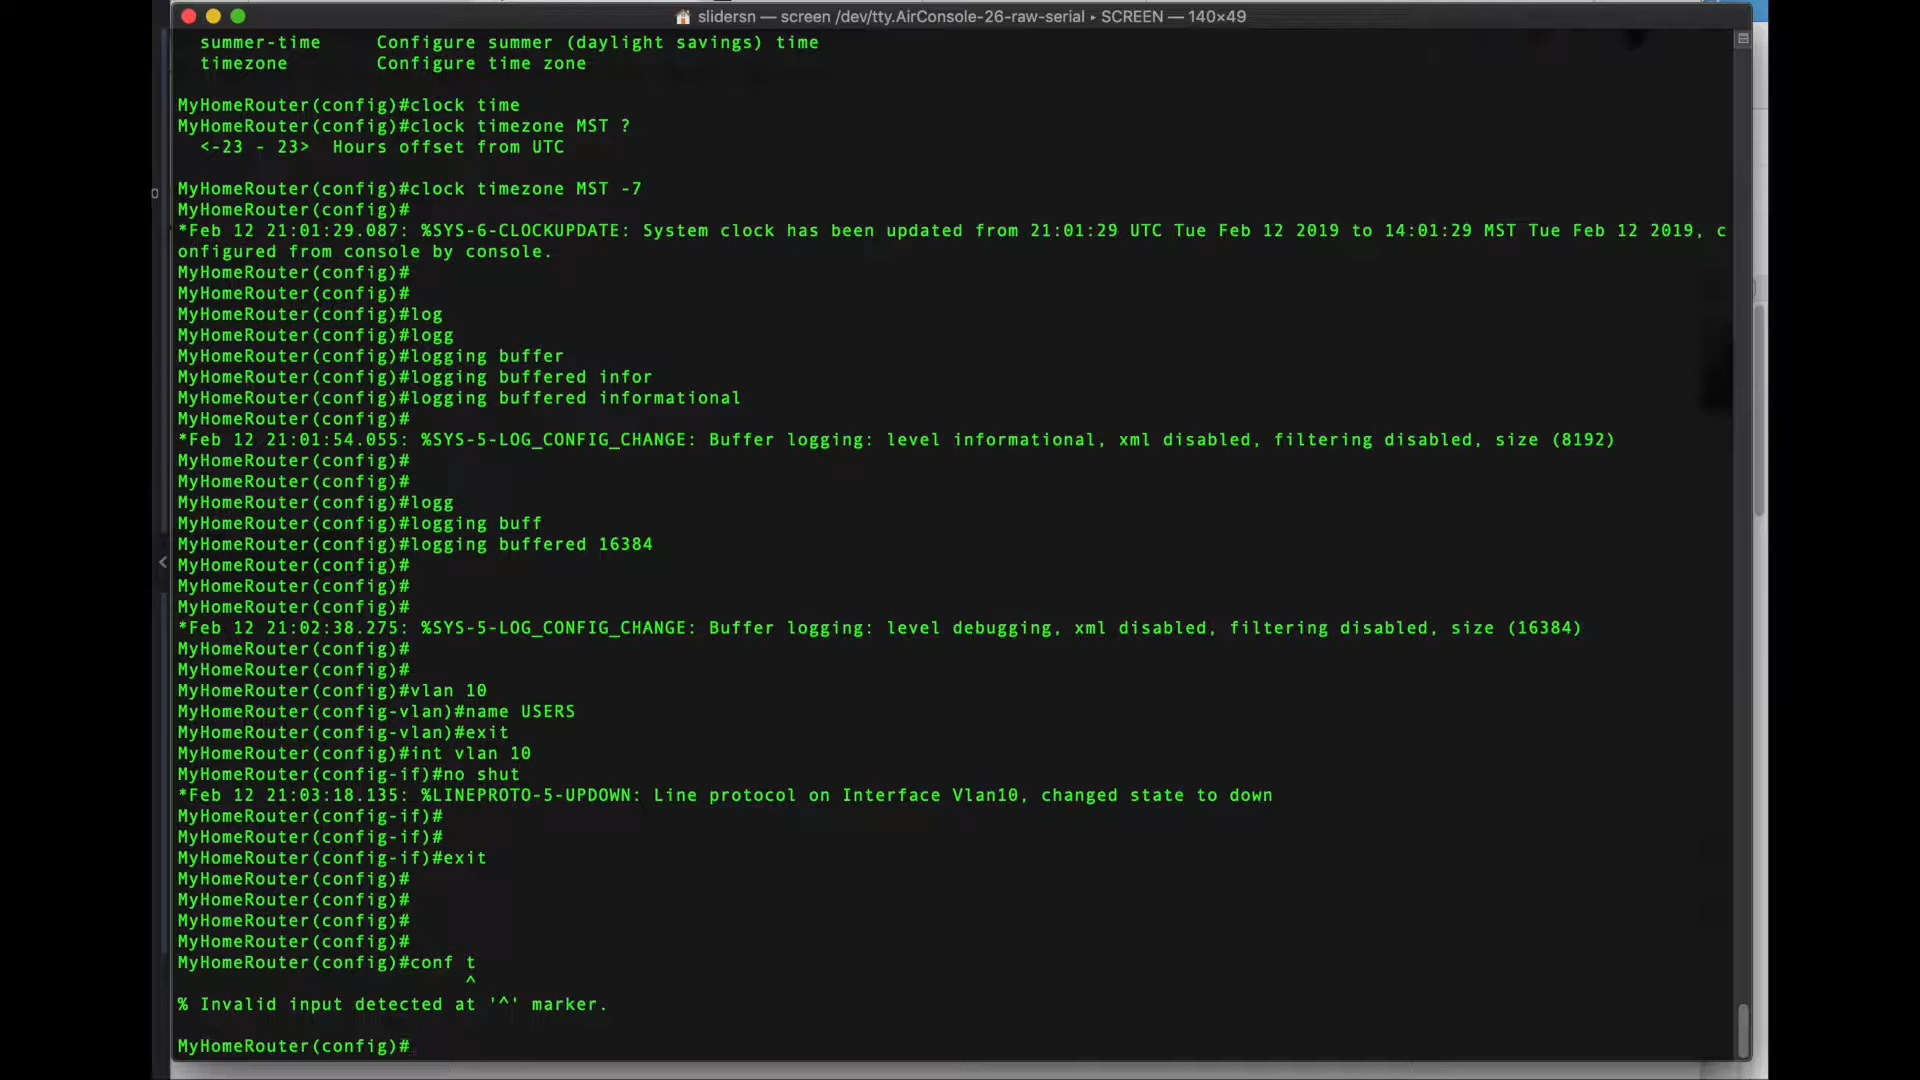 slidersn — screen /dev/tty.AirConsole-26-raw-serial ▸ SCREEN — 140×49
summer-time     Configure summer (daylight savings) time
timezone        Configure time zone
MyHomeRouter(config)#clock time
MyHomeRouter(config)#clock timezone MST ?
<-23 - 23>  Hours offset from UTC
MyHomeRouter(config)#clock timezone MST -7
MyHomeRouter(config)#
*Feb 12 21:01:29.087: %SYS-6-CLOCKUPDATE: System clock has been updated from 21:01:29 UTC Tue Feb 12 2019 to 14:01:29 MST Tue Feb 12 2019, c
onfigured from console by console.
MyHomeRouter(config)#
MyHomeRouter(config)#
MyHomeRouter(config)#log
MyHomeRouter(config)#logg
MyHomeRouter(config)#logging buffer
MyHomeRouter(config)#logging buffered infor
MyHomeRouter(config)#logging buffered informational
MyHomeRouter(config)#
*Feb 12 21:01:54.055: %SYS-5-LOG_CONFIG_CHANGE: Buffer logging: level informational, xml disabled, filtering disabled, size (8192)
MyHomeRouter(config)#
MyHomeRouter(config)#
MyHomeRouter(config)#logg
MyHomeRouter(config)#logging buff
MyHomeRouter(config)#logging buffered 16384
MyHomeRouter(config)#
MyHomeRouter(config)#
MyHomeRouter(config)#
*Feb 12 21:02:38.275: %SYS-5-LOG_CONFIG_CHANGE: Buffer logging: level debugging, xml disabled, filtering disabled, size (16384)
MyHomeRouter(config)#
MyHomeRouter(config)#
MyHomeRouter(config)#vlan 10
MyHomeRouter(config-vlan)#name USERS
MyHomeRouter(config-vlan)#exit
MyHomeRouter(config)#int vlan 10
MyHomeRouter(config-if)#no shut
*Feb 12 21:03:18.135: %LINEPROTO-5-UPDOWN: Line protocol on Interface Vlan10, changed state to down
MyHomeRouter(config-if)#
MyHomeRouter(config-if)#
MyHomeRouter(config-if)#exit
MyHomeRouter(config)#
MyHomeRouter(config)#
MyHomeRouter(config)#
MyHomeRouter(config)#
MyHomeRouter(config)#conf t
^
% Invalid input detected at '^' marker.
MyHomeRouter(config)#